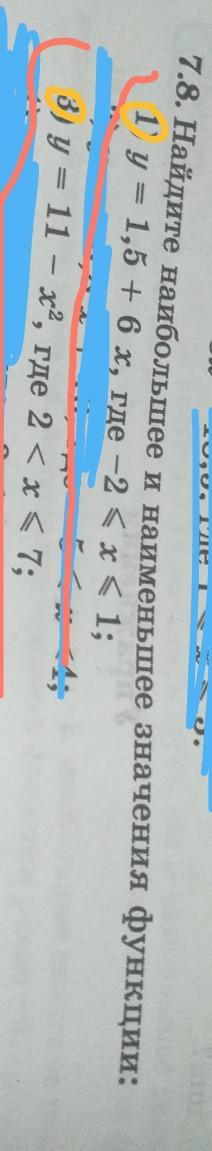 7.8. Найдите наибольшее и наименьшее значения функции:
1) y = 1,5 + 6 x, где −2 ⩽ x ⩽ 1;
3) y = 11 − x², где 2 < x ⩽ 7;